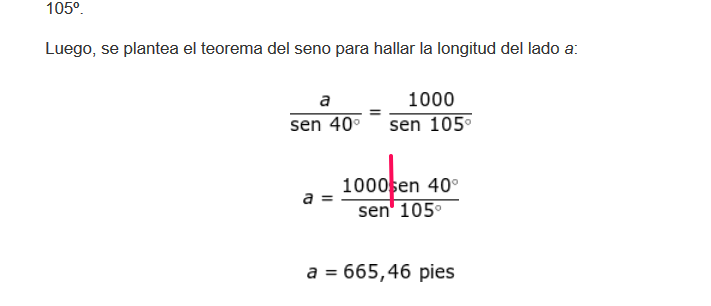 105º.
Luego, se plantea el teorema del seno para hallar la longitud del lado a:
a / sen 40° = 1000 / sen 105°
a = 1000sen 40° / sen 105°
a = 665,46 pies